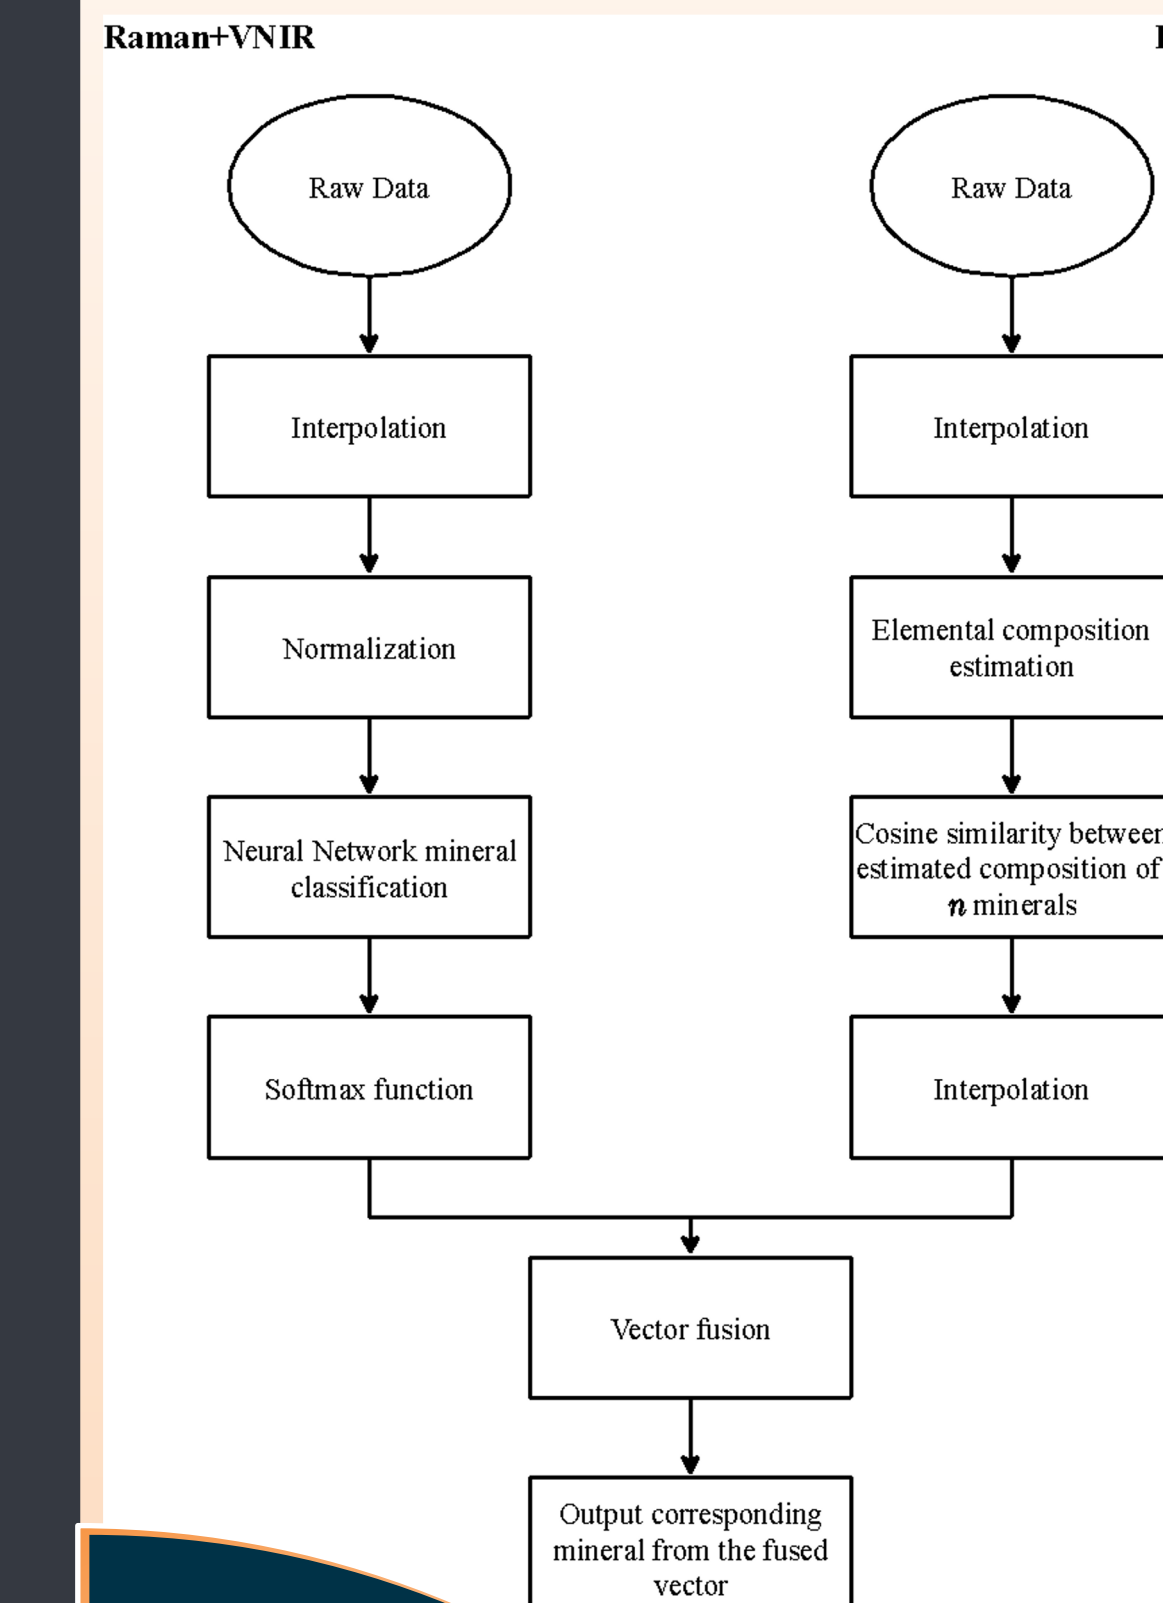 Raman+VNIR
Raw Data
Interpolation
Normalization
Neural Network mineral
classification
Softmax function
Raw Data
Interpolation
Elemental composition
estimation
Cosine similarity between
estimated composition of
n minerals
Interpolation
Vector fusion
Output corresponding
mineral from the fused
vector